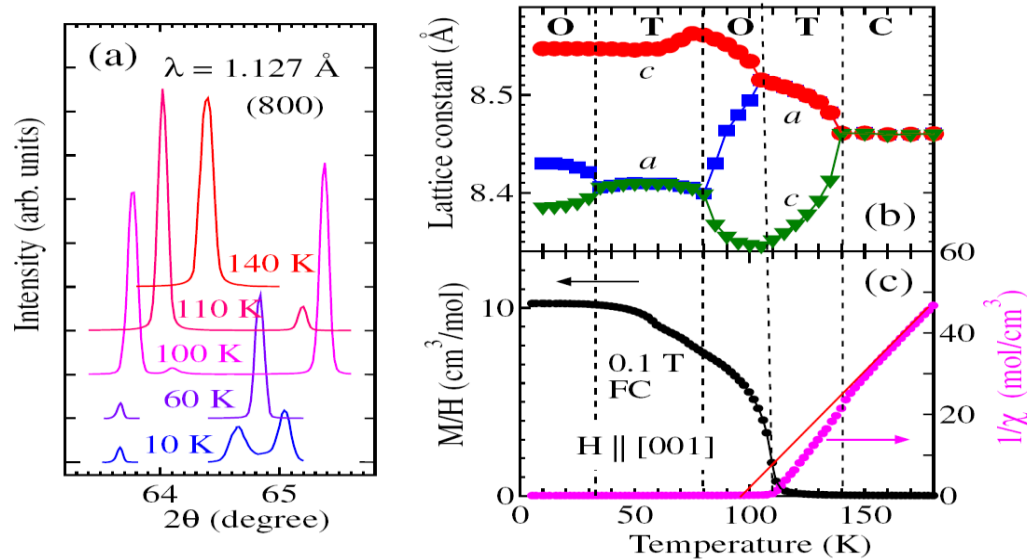 (a)
λ = 1.127 Å
(800)
140 K
110 K
100 K
60 K
10 K
64
65
2θ (degree)
Intensity (arb. units)
O T O T C
c
a
a
c
(b)
8.5
8.4
Lattice constant (Å)
(c)
0.1 T
FC
H || [001]
10
0
M/H (cm³/mol)
60
40
20
0
1/χ (mol/cm³)
0 50 100 150
Temperature (K)